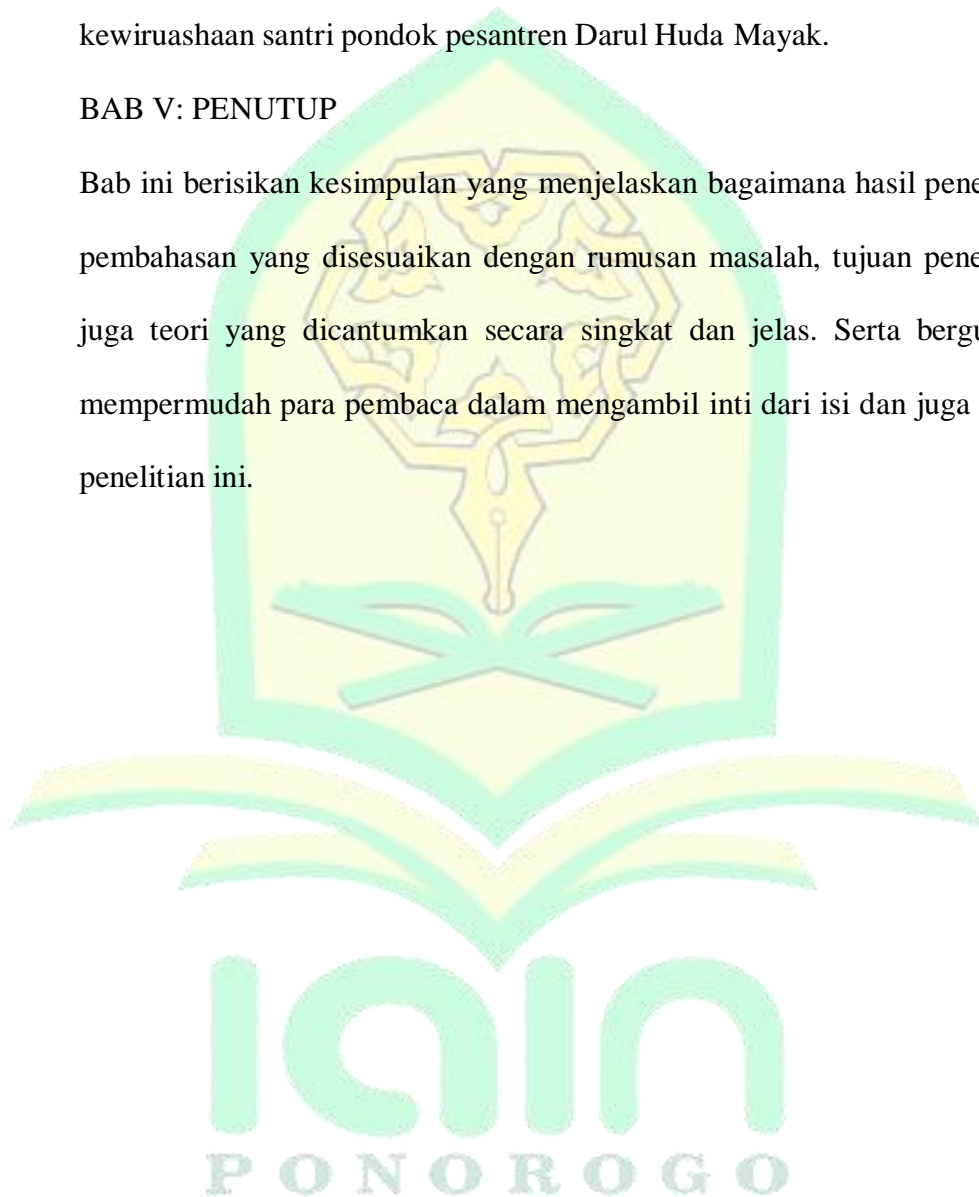 kewiruashaan santri pondok pesantren Darul Huda Mayak.
BAB V: PENUTUP
Bab ini berisikan kesimpulan yang menjelaskan bagaimana hasil pene
pembahasan yang disesuaikan dengan rumusan masalah, tujuan pene
juga teori yang dicantumkan secara singkat dan jelas. Serta bergu
mempermudah para pembaca dalam mengambil inti dari isi dan juga
penelitian ini.
iain
PONOROGO